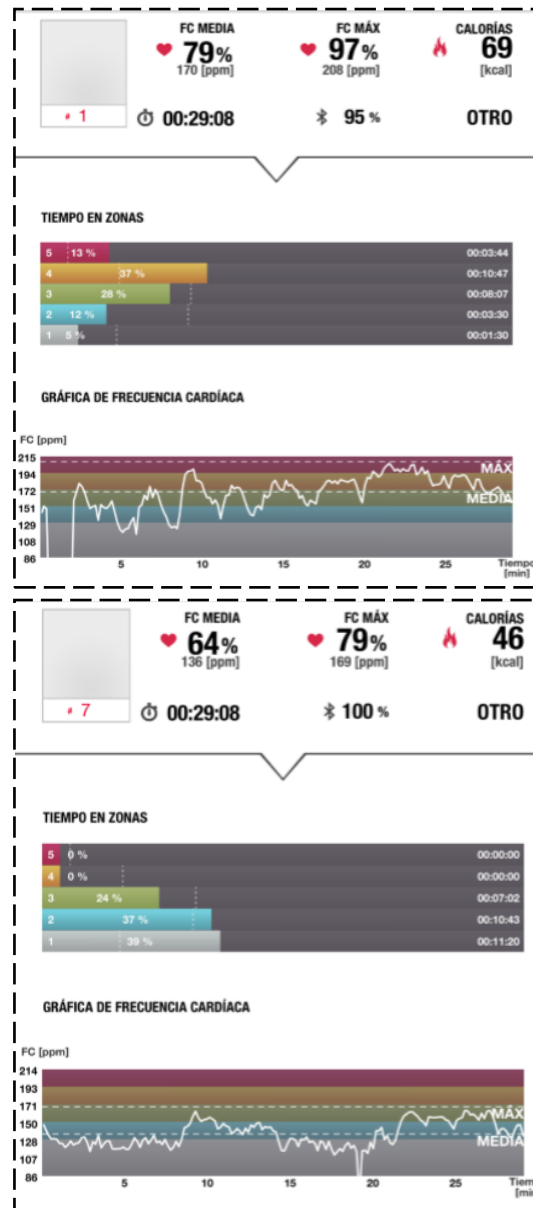 FC MEDIA FC MÁX CALORÍAS
79% 97% 69
170 [ppm] 208 [ppm] [kcal]
1 00:29:08 95 % OTRO
TIEMPO EN ZONAS
5 13 % 00:03:44
4 37 % 00:10:47
3 28 % 00:08:07
2 12 % 00:03:30
1 5 % 00:01:30
GRÁFICA DE FRECUENCIA CARDÍACA
FC [ppm]
215
194 MÁX
172 MEDIA
151
129
108
86 5 10 15 20 25 Tiempo
[min]
FC MEDIA FC MÁX CALORÍAS
64% 79% 46
136 [ppm] 169 [ppm] [kcal]
7 00:29:08 100 % OTRO
TIEMPO EN ZONAS
5 0 % 00:00:00
4 0 % 00:00:00
3 24 % 00:07:02
2 37 % 00:10:43
1 39 % 00:11:20
GRÁFICA DE FRECUENCIA CARDÍACA
FC [ppm]
214
193
171 MÁX
150
128 MEDIA
107
86 5 10 15 20 25 Tiem
[min